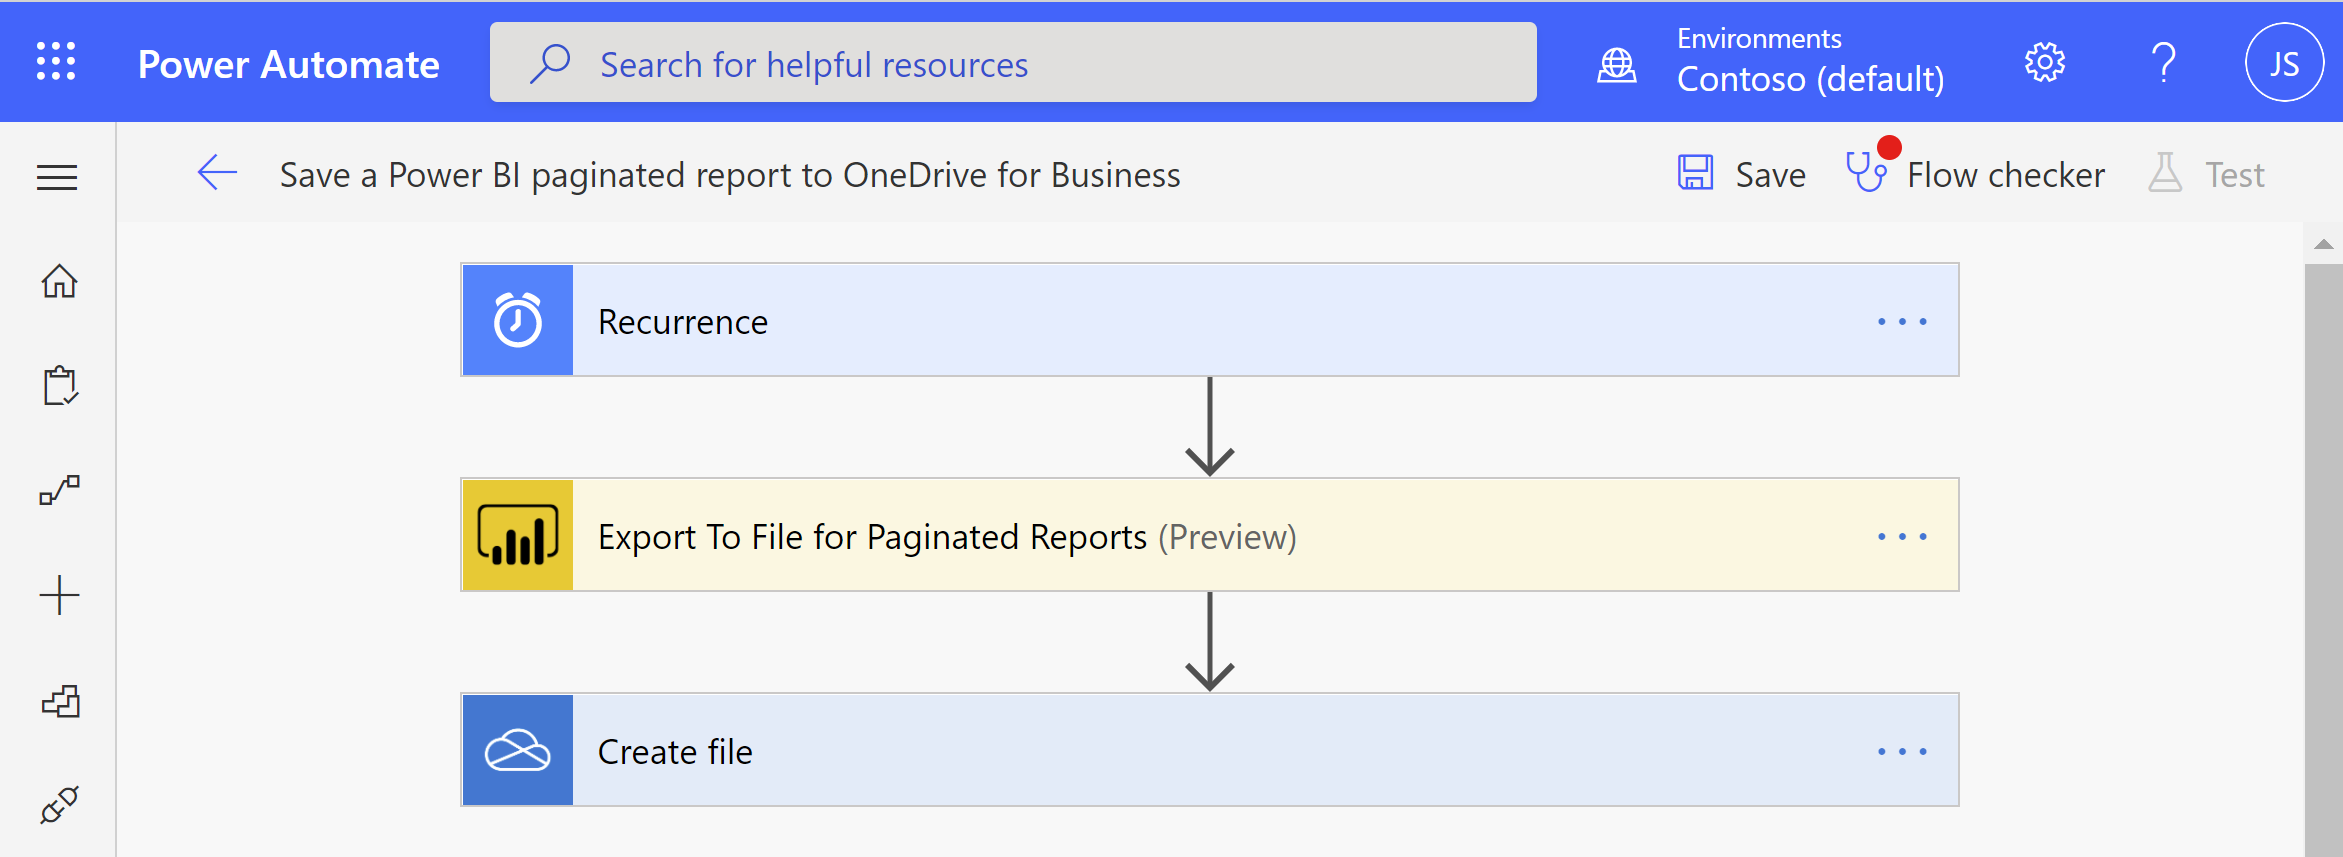 Power Automate
Search for helpful resources
Environments
Contoso (default)
JS
Save a Power BI paginated report to OneDrive for Business
Save
Flow checker
Test
Recurrence
Export To File for Paginated Reports (Preview)
Create file